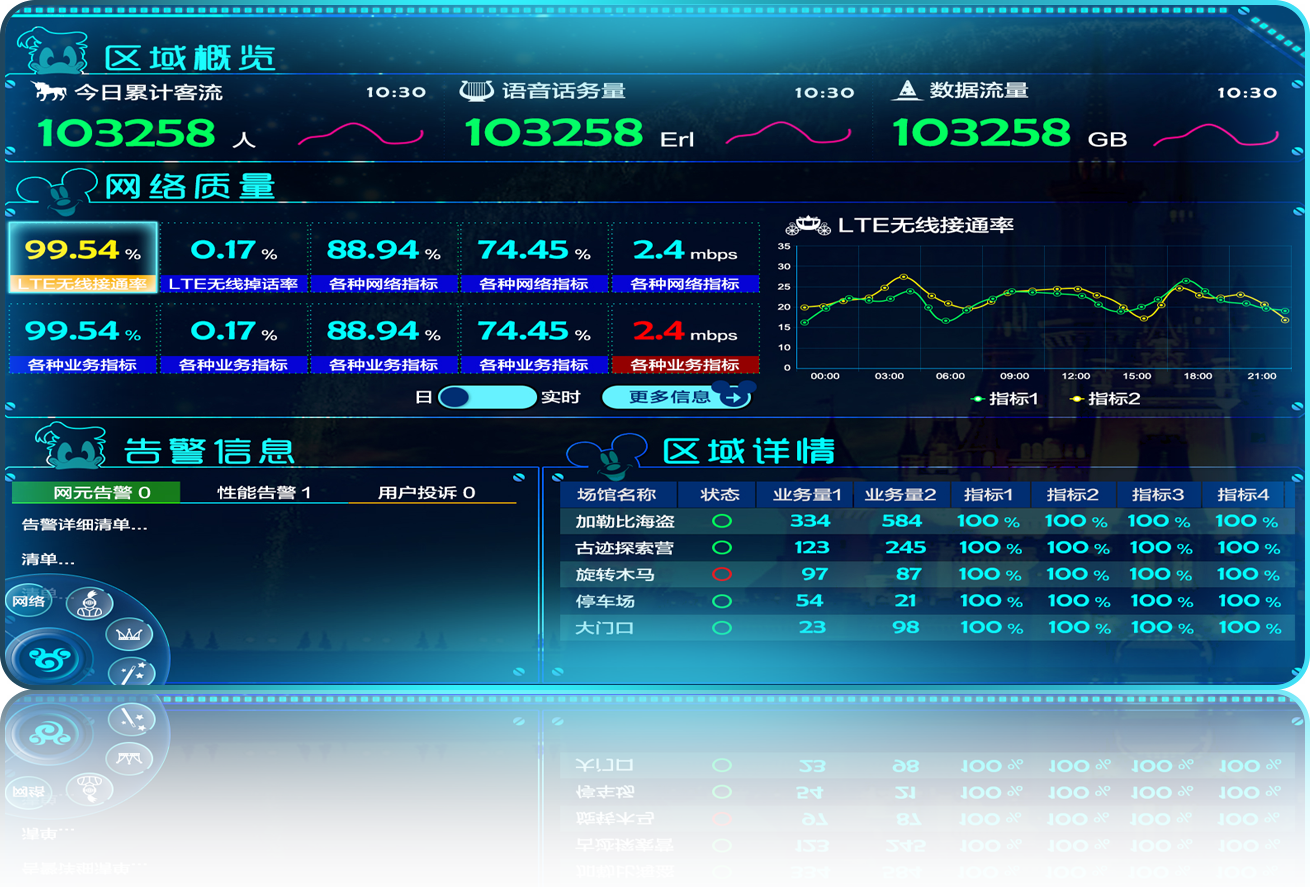 区域概览
今日累计客流 10:30
103258 人
语音话务量 10:30
103258 Erl
数据流量 10:30
103258 GB
网络质量
99.54 % 0.17 % 88.94 % 74.45 % 2.4 mbps
LTE无线接通率 LTE无线掉话率 各种网络指标 各种网络指标 各种网络指标
99.54 % 0.17 % 88.94 % 74.45 % 2.4 mbps
各种业务指标 各种业务指标 各种业务指标 各种业务指标 各种业务指标
日 实时 更多信息
LTE无线接通率
35
30
25
20
15
10
0
00:00 03:00 06:00 09:00 12:00 15:00 18:00 21:00
指标1 指标2
告警信息
网元告警 0 性能告警 1 用户投诉 0
告警详细清单...
清单...
清单...
网络
区域详情
场馆名称 状态 业务量1 业务量2 指标1 指标2 指标3 指标4
加勒比海盗 334 584 100 % 100 % 100 % 100 %
古迹探索营 123 245 100 % 100 % 100 % 100 %
旋转木马 97 87 100 % 100 % 100 % 100 %
停车场 54 21 100 % 100 % 100 % 100 %
大门口 23 98 100 % 100 % 100 % 100 %